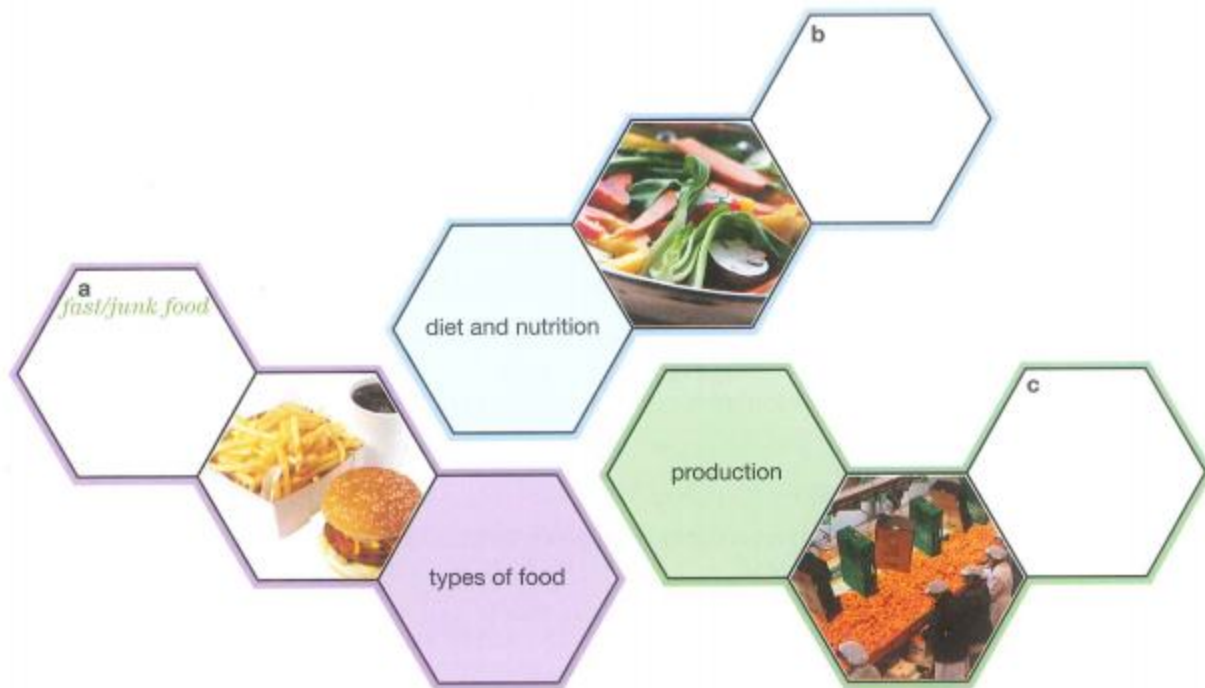 b
diet and nutrition
a
fast/junk food
production
c
types of food